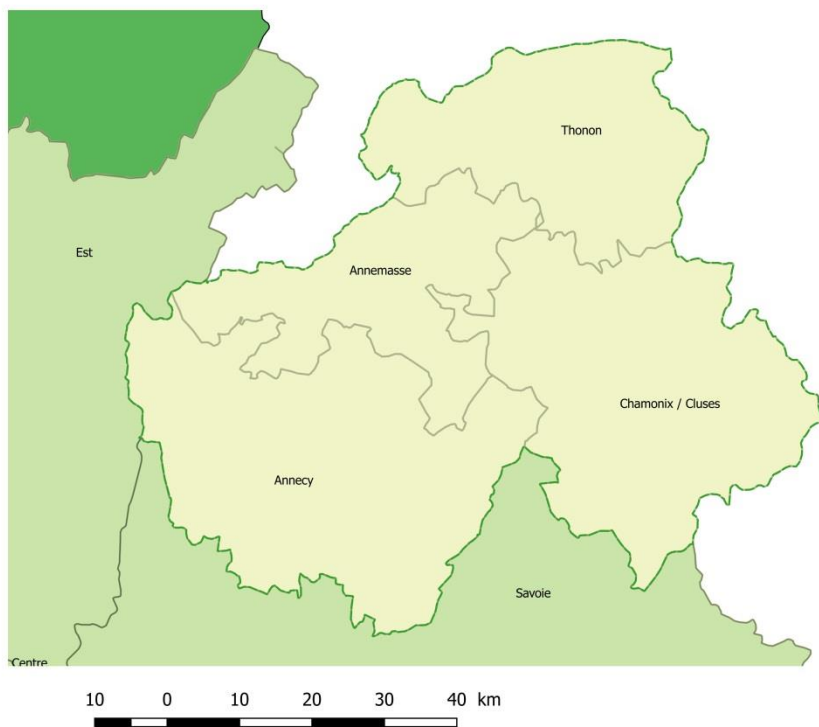 Thonon
Est
Annemasse
Chamonix / Cluses
Annecy
Savoie
Centre
10 0 10 20 30 40 km